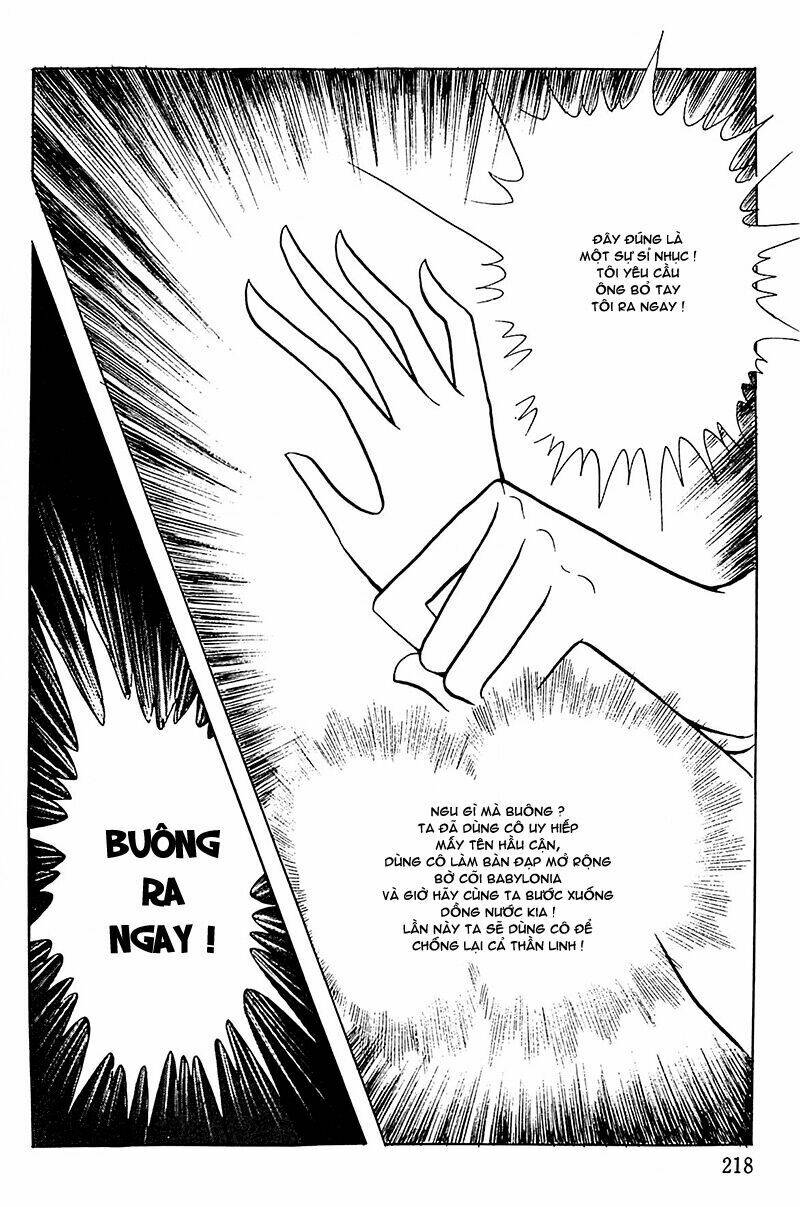 ĐÂY ĐÚNG LÀ
MỘT SỰ SỈ NHỤC !
TÔI YÊU CẦU
ÔNG BỎ TAY
TÔI RA NGAY !
NGU GÌ MÀ BUÔNG ?
TA ĐÃ DÙNG CÔ UY HIẾP
MẤY TÊN HẦU CẬN,
DÙNG CÔ LÀM BÀN ĐẠP MỞ RỘNG
BỜ CÕI BABYLONIA
VÀ GIỜ HÃY CÙNG TA BƯỚC XUỐNG
DÒNG NƯỚC KIA !
LẦN NÀY TA SẼ DÙNG CÔ ĐỂ
CHỐNG LẠI CẢ THẦN LINH !
BUÔNG
RA
NGAY !
218